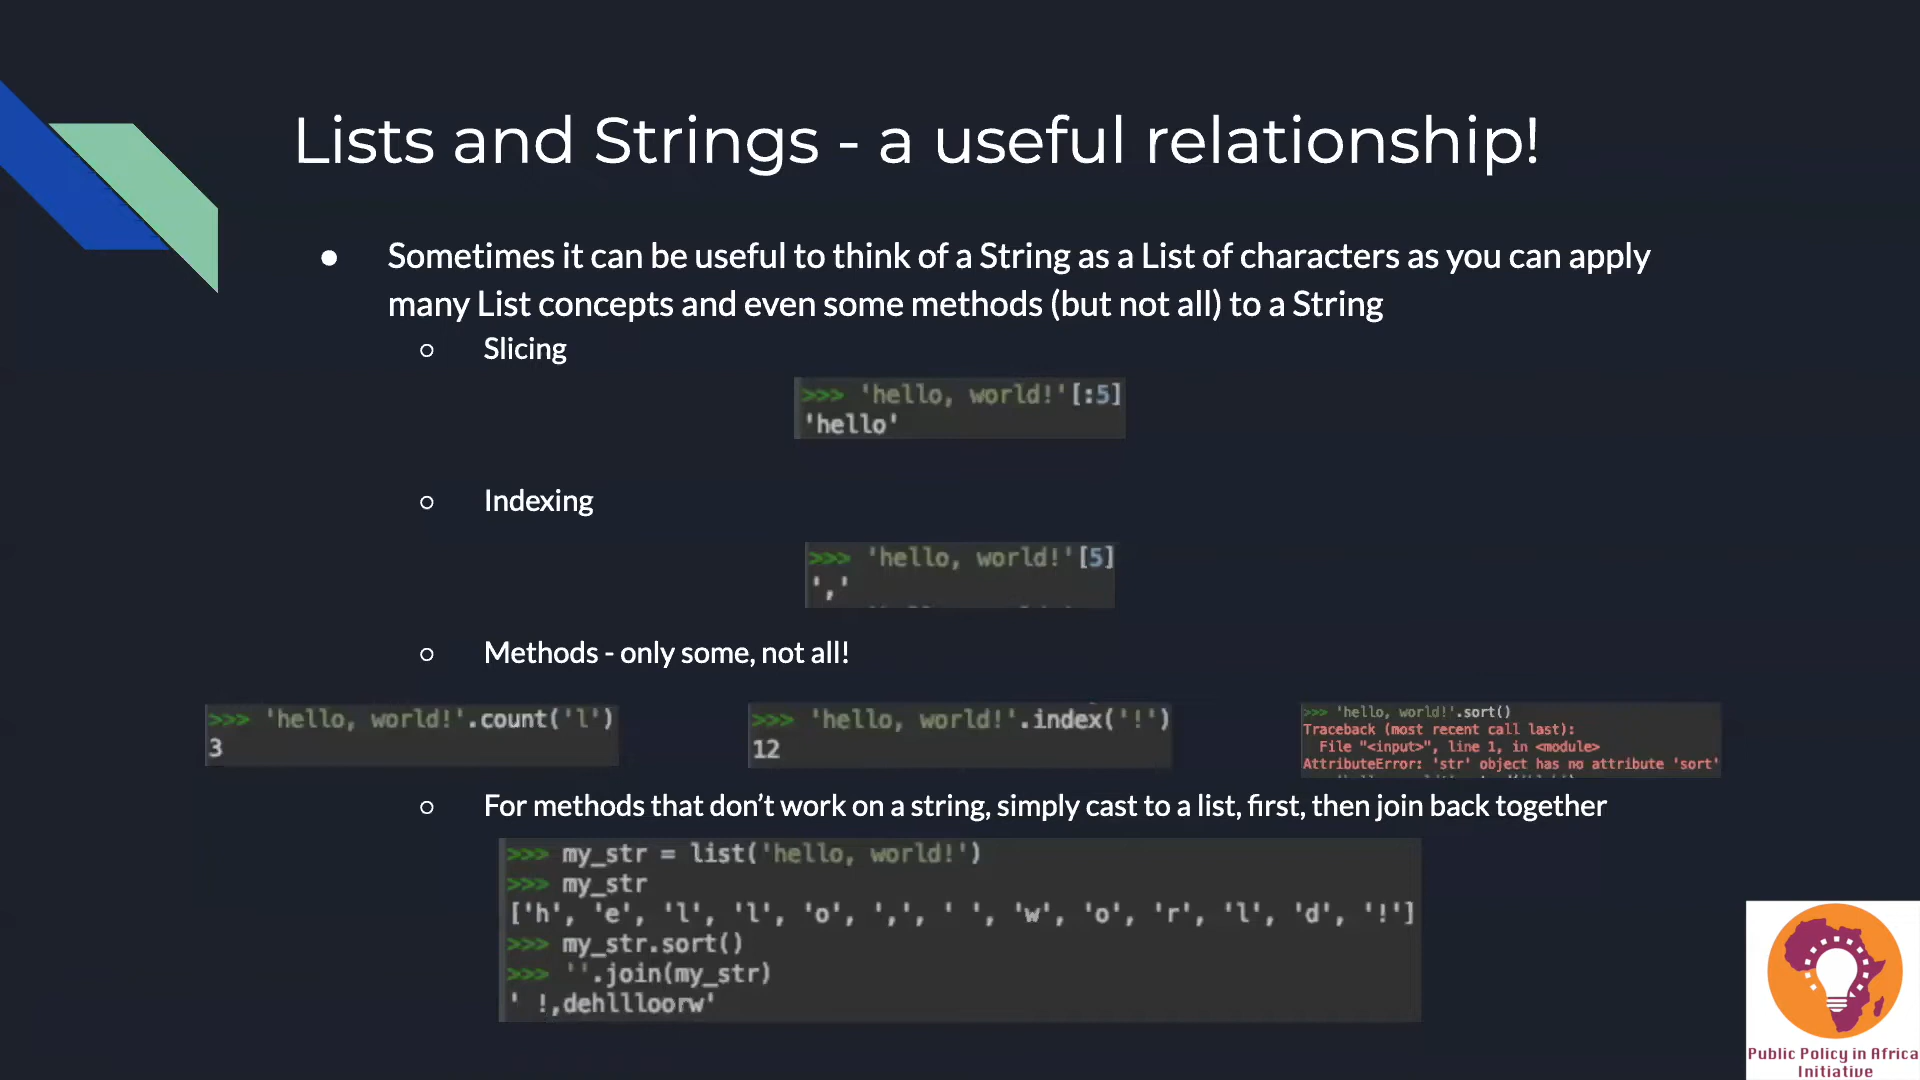 Lists and Strings - a useful relationship!
● Sometimes it can be useful to think of a String as a List of characters as you can apply
many List concepts and even some methods (but not all) to a String
○ Slicing
>>> 'hello, world!'[:5]
'hello'
○ Indexing
>>> 'hello, world!'[5]
','
○ Methods - only some, not all!
>>> 'hello, world!'.count('l')
3
>>> 'hello, world!'.index('!')
12
>>> 'hello, world!'.sort()
Traceback (most recent call last):
File "<input>", line 1, in <module>
AttributeError: 'str' object has no attribute 'sort'
○ For methods that don’t work on a string, simply cast to a list, first, then join back together
>>> my_str = list('hello, world!')
>>> my_str
['h', 'e', 'l', 'l', 'o', ',', ' ', 'w', 'o', 'r', 'l', 'd', '!']
>>> my_str.sort()
>>> ''.join(my_str)
' !,dehllloorw'
Public Policy in Africa
Initiative